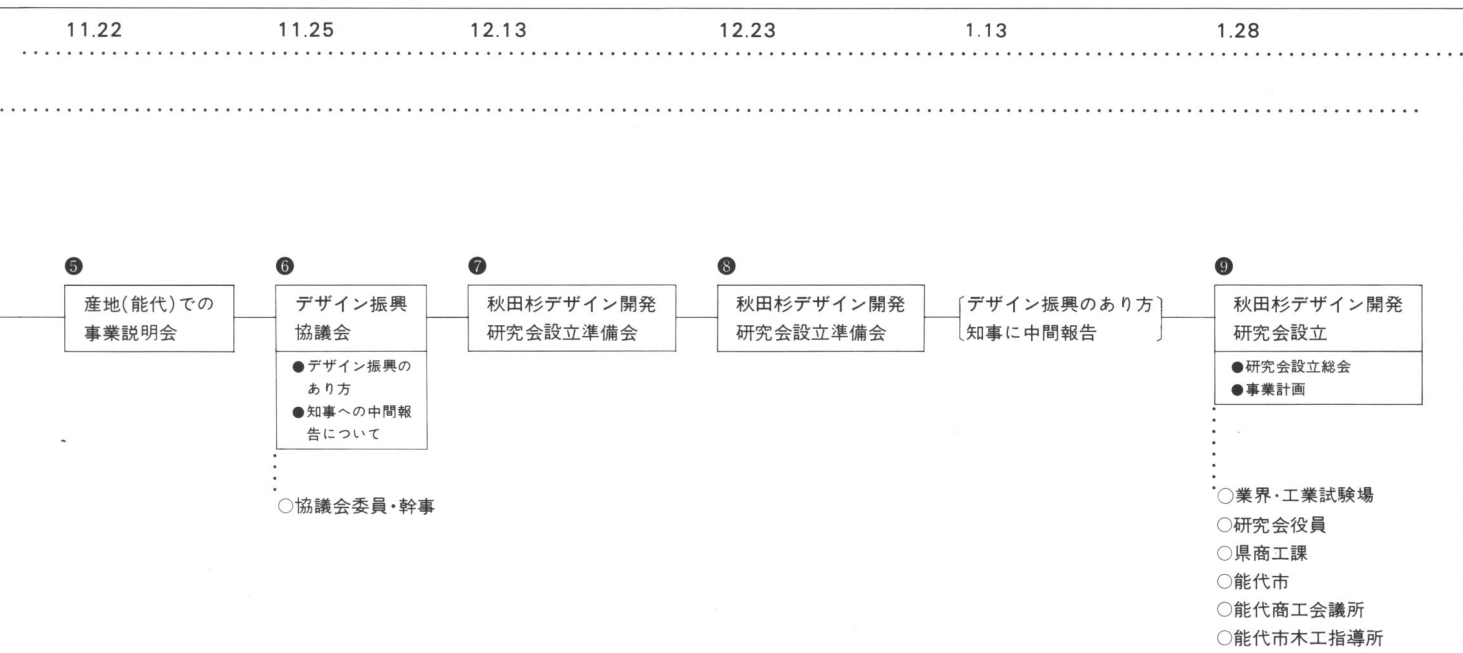 11.22
11.25
12.13
12.23
1.13
1.28
❺
産地(能代)での
事業説明会
❻
デザイン振興
協議会
●デザイン振興の
あり方
●知事への中間報
告について
○協議会委員・幹事
❼
秋田杉デザイン開発
研究会設立準備会
❽
秋田杉デザイン開発
研究会設立準備会
〔デザイン振興のあり方〕
〔知事に中間報告〕
❾
秋田杉デザイン開発
研究会設立
●研究会設立総会
●事業計画
○業界・工業試験場
○研究会役員
○県商工課
○能代市
○能代商工会議所
○能代市木工指導所